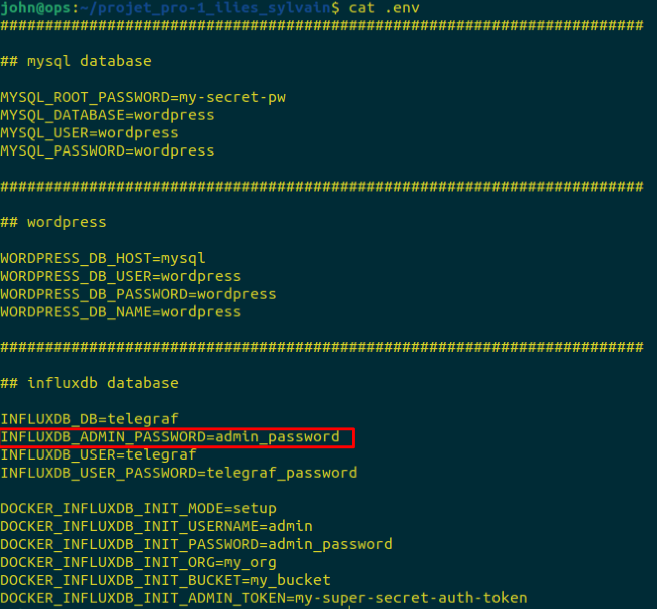 john@ops:~/projet_pro-1_ilies_sylvain$ cat .env
########################################################################
## mysql database
MYSQL_ROOT_PASSWORD=my-secret-pw
MYSQL_DATABASE=wordpress
MYSQL_USER=wordpress
MYSQL_PASSWORD=wordpress
########################################################################
## wordpress
WORDPRESS_DB_HOST=mysql
WORDPRESS_DB_USER=wordpress
WORDPRESS_DB_PASSWORD=wordpress
WORDPRESS_DB_NAME=wordpress
########################################################################
## influxdb database
INFLUXDB_DB=telegraf
INFLUXDB_ADMIN_PASSWORD=admin_password
INFLUXDB_USER=telegraf
INFLUXDB_USER_PASSWORD=telegraf_password
DOCKER_INFLUXDB_INIT_MODE=setup
DOCKER_INFLUXDB_INIT_USERNAME=admin
DOCKER_INFLUXDB_INIT_PASSWORD=admin_password
DOCKER_INFLUXDB_INIT_ORG=my_org
DOCKER_INFLUXDB_INIT_BUCKET=my_bucket
DOCKER_INFLUXDB_INIT_ADMIN_TOKEN=my-super-secret-auth-token